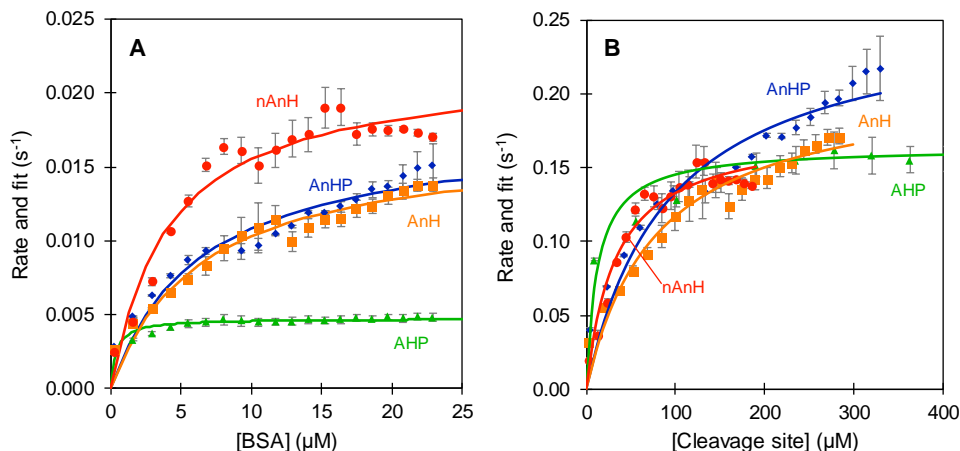 A
0.025
0.020
0.015
0.010
0.005
0.000
Rate and fit (s⁻¹)
nAnH
AnHP
AnH
AHP
0 5 10 15 20 25
[BSA] (µM)
B
0.25
0.20
0.15
0.10
0.05
0.00
Rate and fit (s⁻¹)
AnHP
AnH
AHP
nAnH
0 100 200 300 400
[Cleavage site] (µM)